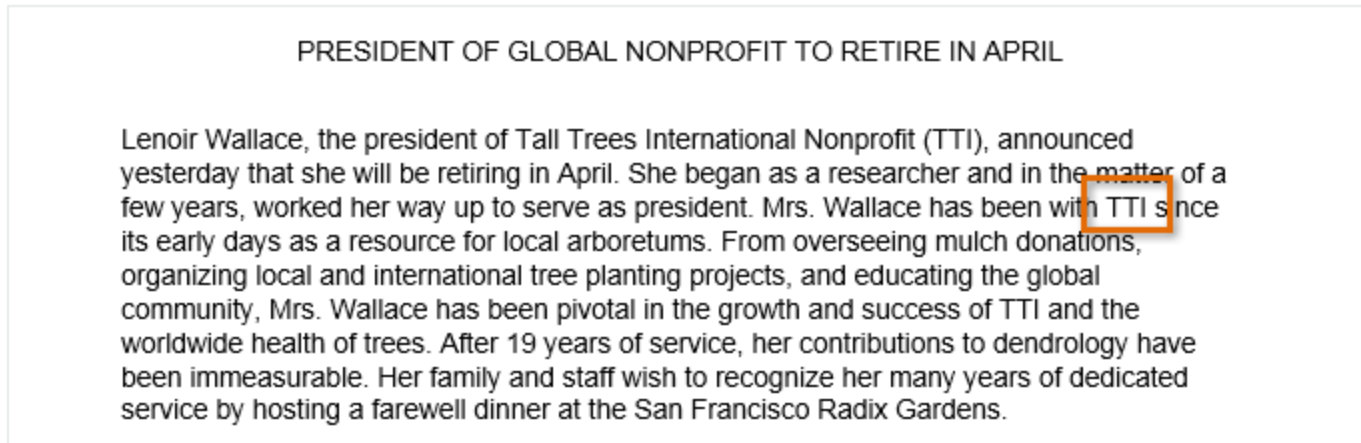 PRESIDENT OF GLOBAL NONPROFIT TO RETIRE IN APRIL
Lenoir Wallace, the president of Tall Trees International Nonprofit (TTI), announced
yesterday that she will be retiring in April. She began as a researcher and in the matter of a
few years, worked her way up to serve as president. Mrs. Wallace has been with TTI since
its early days as a resource for local arboretums. From overseeing mulch donations,
organizing local and international tree planting projects, and educating the global
community, Mrs. Wallace has been pivotal in the growth and success of TTI and the
worldwide health of trees. After 19 years of service, her contributions to dendrology have
been immeasurable. Her family and staff wish to recognize her many years of dedicated
service by hosting a farewell dinner at the San Francisco Radix Gardens.